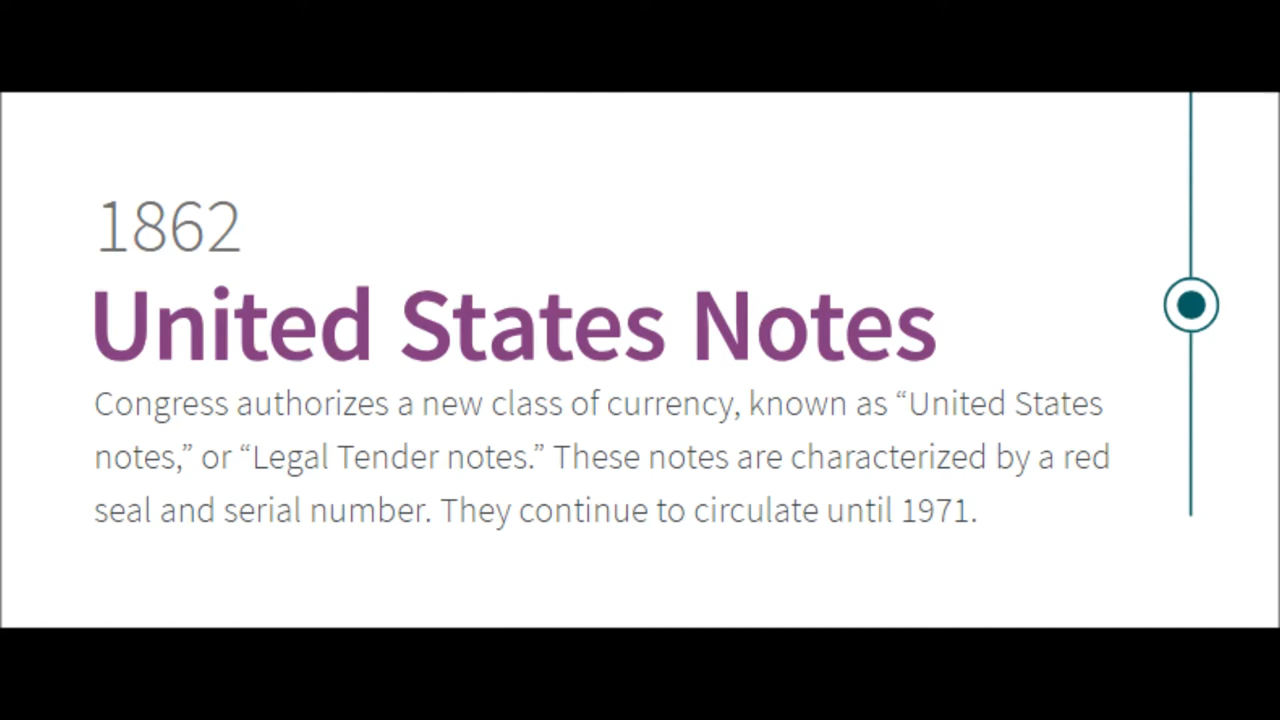 1862
United States Notes
Congress authorizes a new class of currency, known as “United States
notes,” or “Legal Tender notes.” These notes are characterized by a red
seal and serial number. They continue to circulate until 1971.